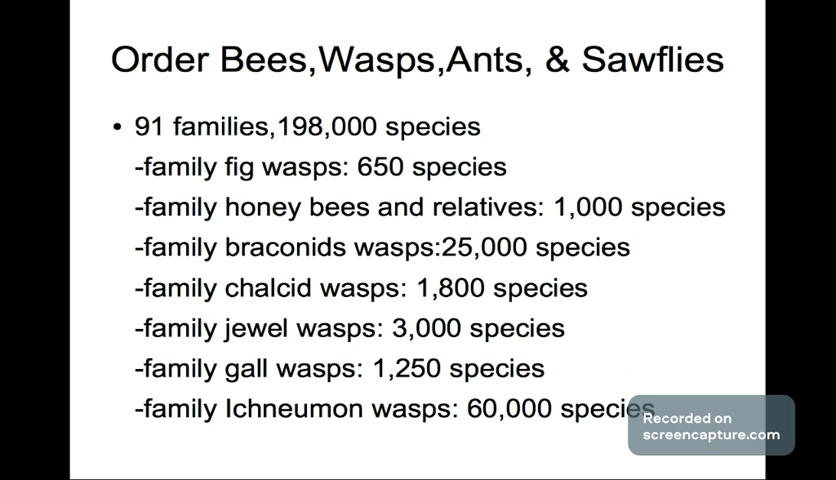 Order Bees,Wasps,Ants, & Sawflies
• 91 families,198,000 species
-family fig wasps: 650 species
-family honey bees and relatives: 1,000 species
-family braconids wasps:25,000 species
-family chalcid wasps: 1,800 species
-family jewel wasps: 3,000 species
-family gall wasps: 1,250 species
-family Ichneumon wasps: 60,000 species
Recorded on
screencapture.com